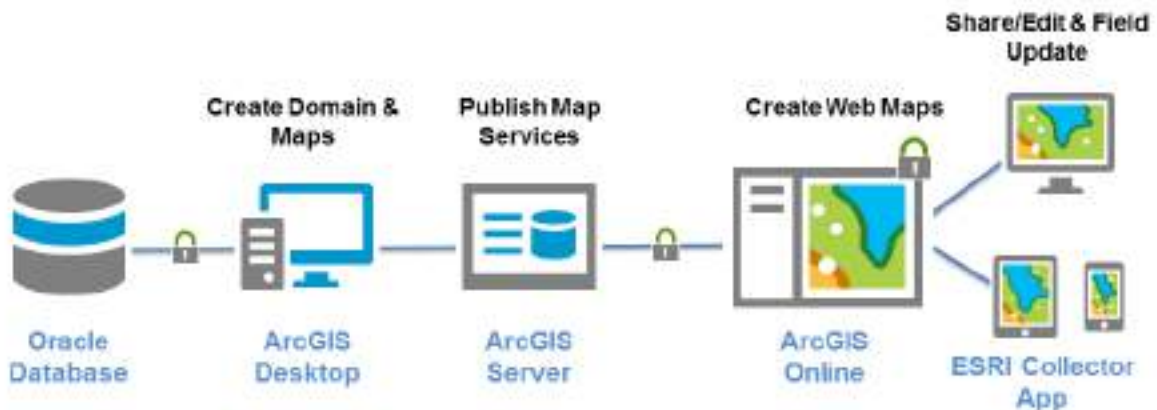 Share/Edit & Field
Update
Create Domain &
Maps
Publish Map
Services
Create Web Maps
Oracle
Database
ArcGIS
Desktop
ArcGIS
Server
ArcGIS
Online
ESRI Collector
App